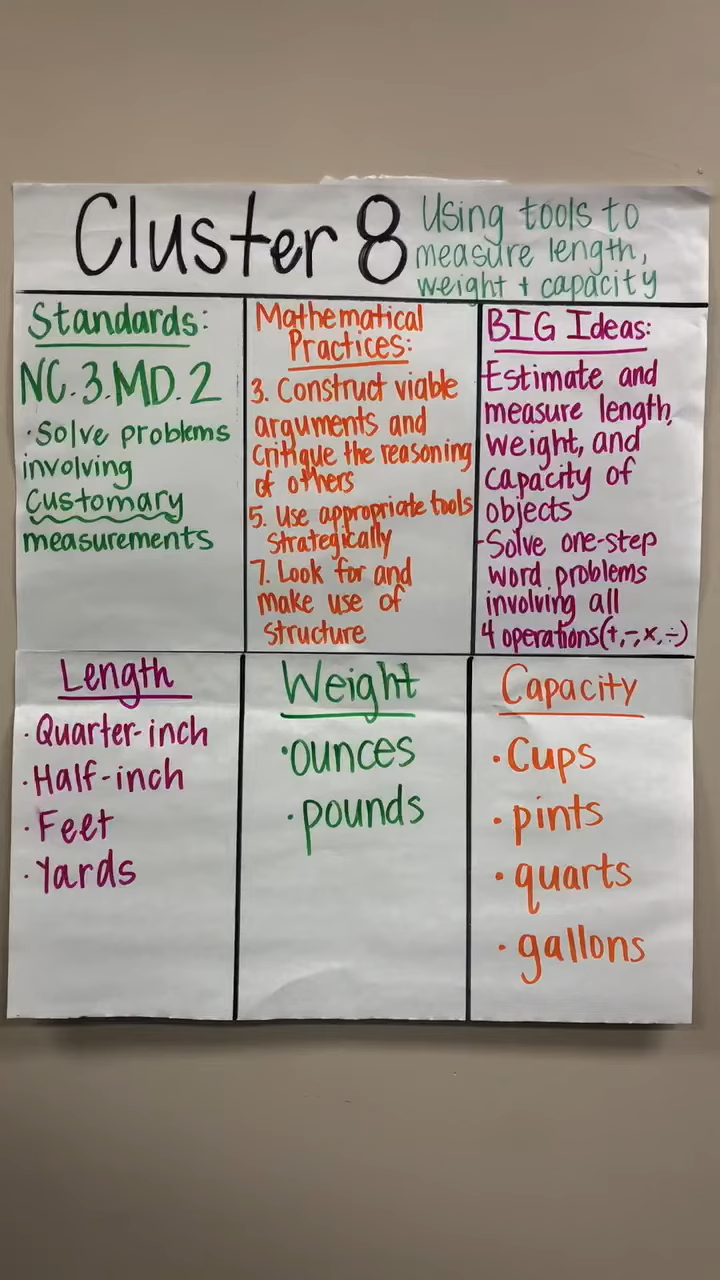 Cluster 8
Using tools to
measure length,
weight + capacity
Standards:
NC.3.MD.2
·Solve problems
involving
Customary
measurements
Mathematical
Practices:
3. Construct viable
arguments and
critique the reasoning
of others
5. Use appropriate tools
strategically
7. Look for and
make use of
structure
BIG Ideas:
-Estimate and
measure length,
weight, and
capacity of
objects
-Solve one-step
word problems
involving all
4 operations(+,-,x,÷)
Length
·Quarter-inch
·Half-inch
·Feet
·Yards
Weight
·ounces
·pounds
Capacity
·Cups
·pints
·quarts
·gallons